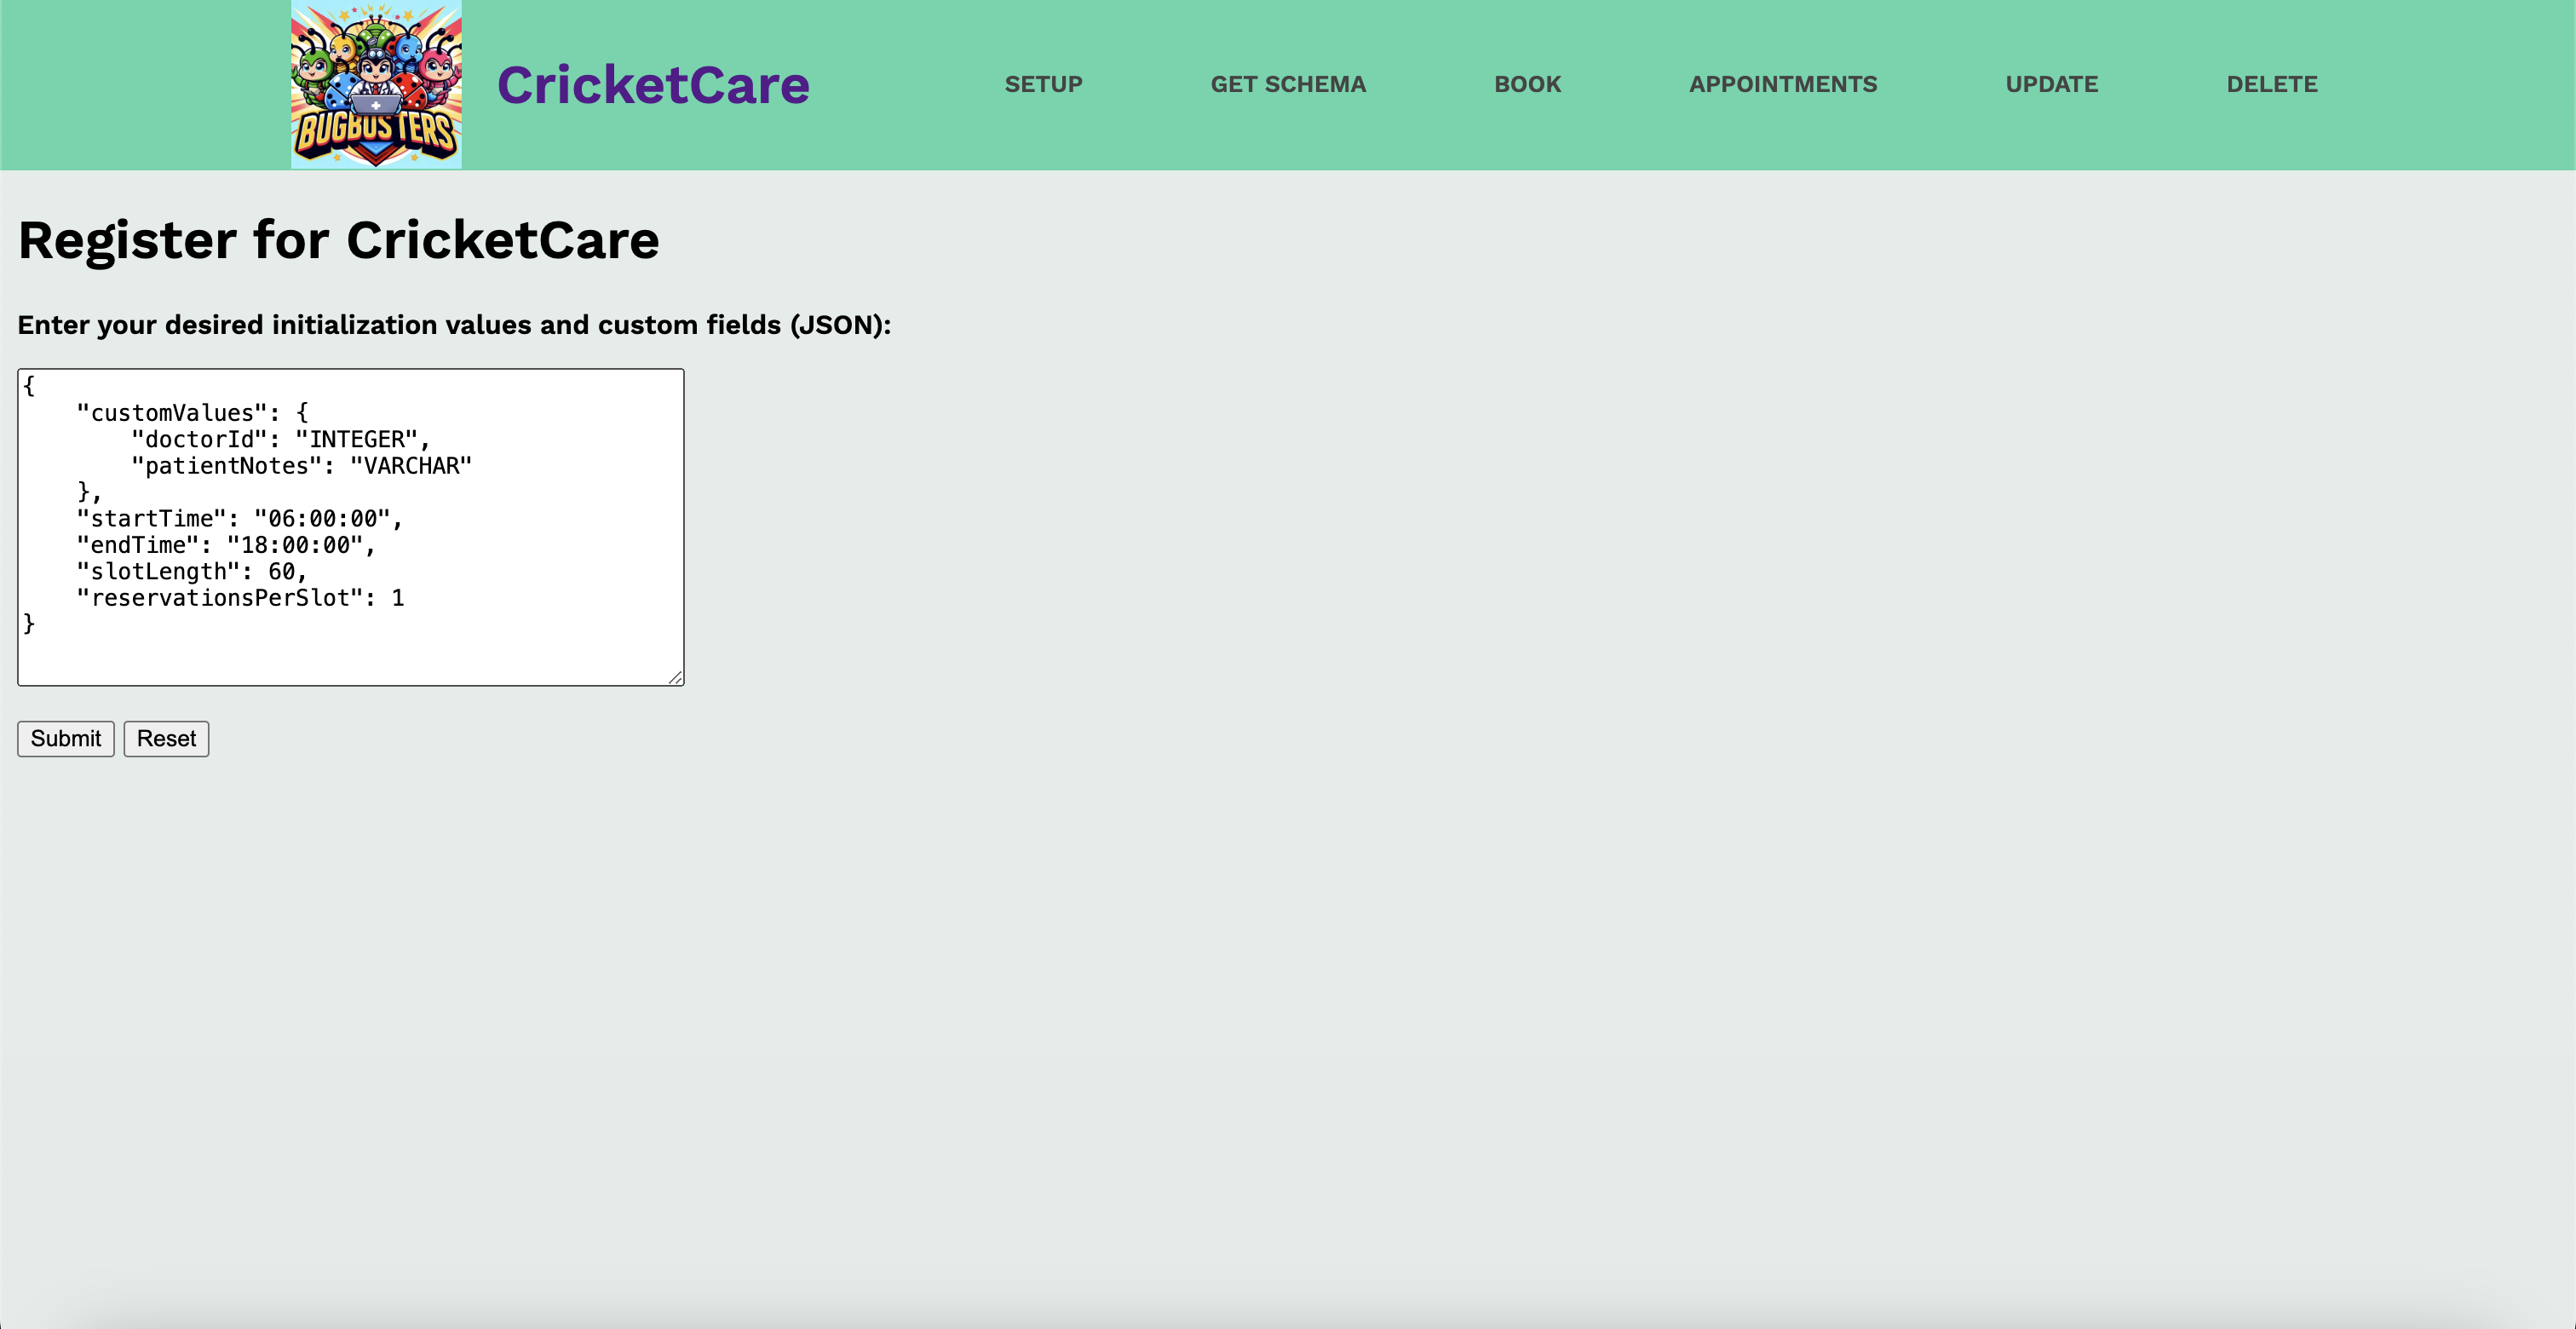 BUGBUSTERS
CricketCare
SETUP
GET SCHEMA
BOOK
APPOINTMENTS
UPDATE
DELETE
Register for CricketCare
Enter your desired initialization values and custom fields (JSON):
{
    "customValues": {
        "doctorId": "INTEGER",
        "patientNotes": "VARCHAR"
    },
    "startTime": "06:00:00",
    "endTime": "18:00:00",
    "slotLength": 60,
    "reservationsPerSlot": 1
}
Submit
Reset